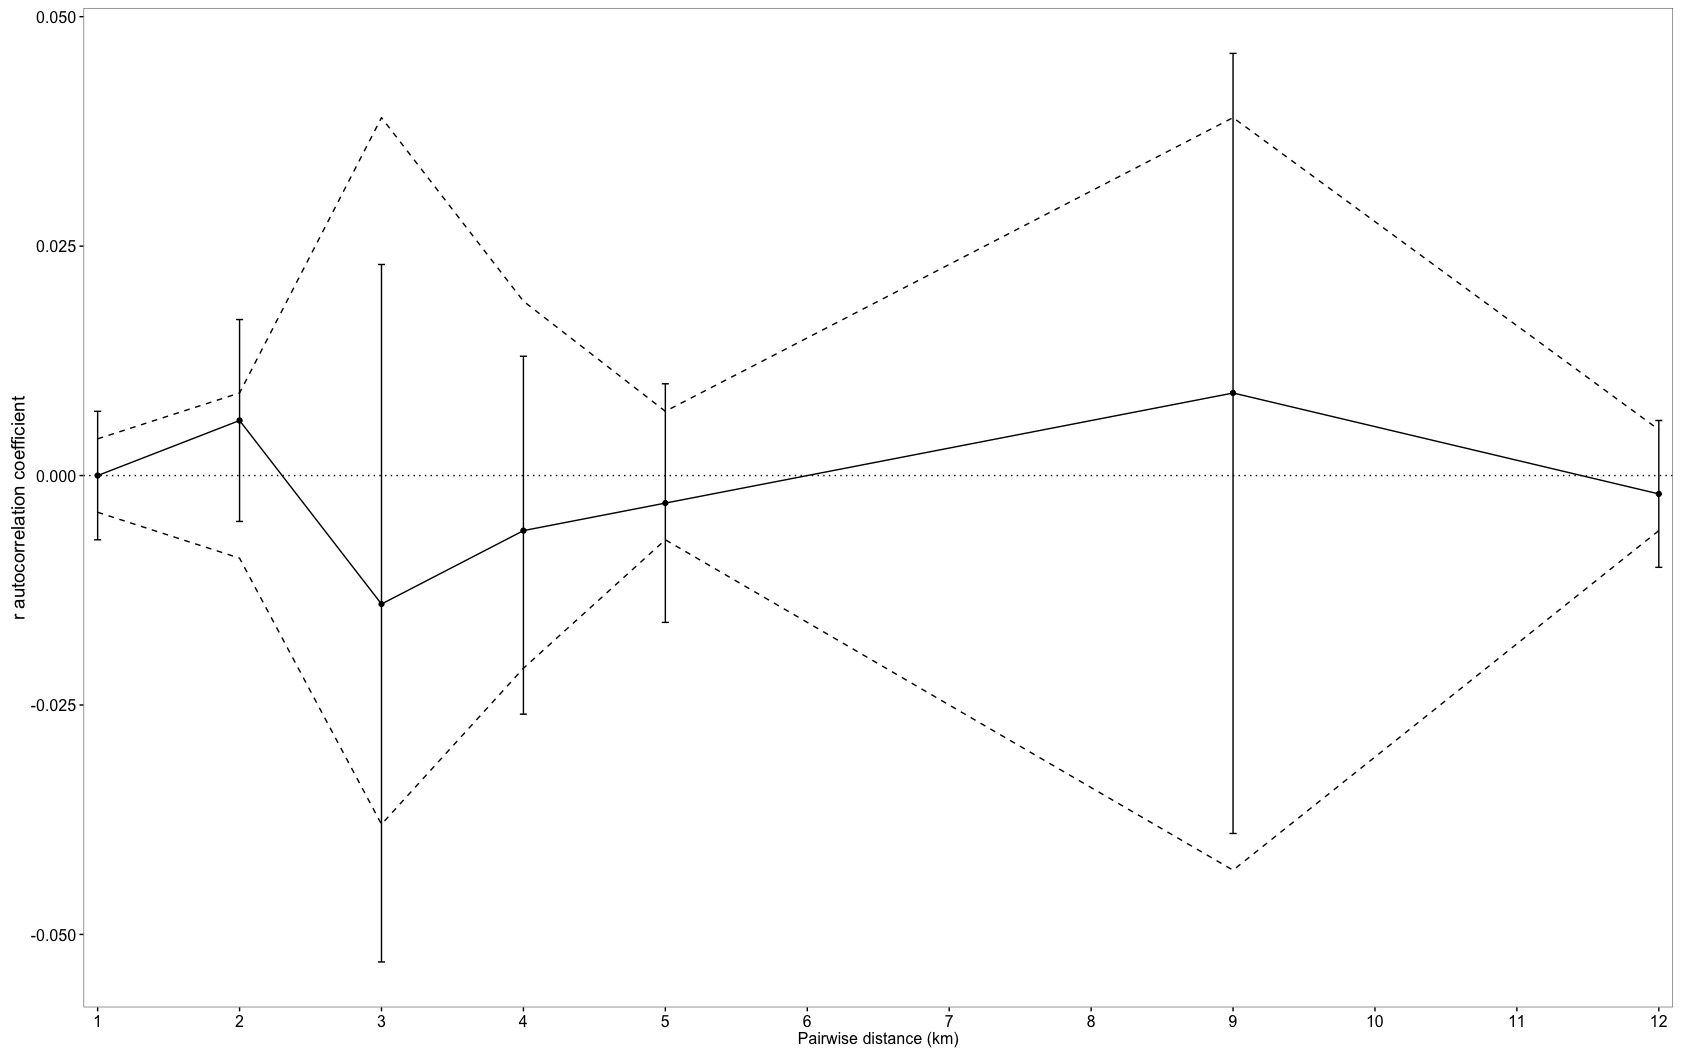 0.050
0.025
0.000
-0.025
-0.050
r autocorrelation coefficient
1 2 3 4 5 6 7 8 9 10 11 12
Pairwise distance (km)